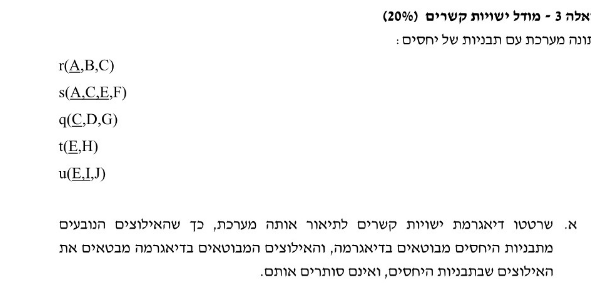 אלה 3 - מודל ישויות קשרים (20%)
תונה מערכת עם תבניות של יחסים:
r(A,B,C)
s(A,C,E,F)
q(C,D,G)
t(E,H)
u(E,I,J)
א. שרטטו דיאגרמת ישויות קשרים לתיאור אותה מערכת, כך שהאילוצים הנובעים
מתבניות היחסים מבוטאים בדיאגרמה, והאילוצים המבוטאים בדיאגרמה מבטאים את
האילוצים שבתבניות היחסים, ואינם סותרים אותם.